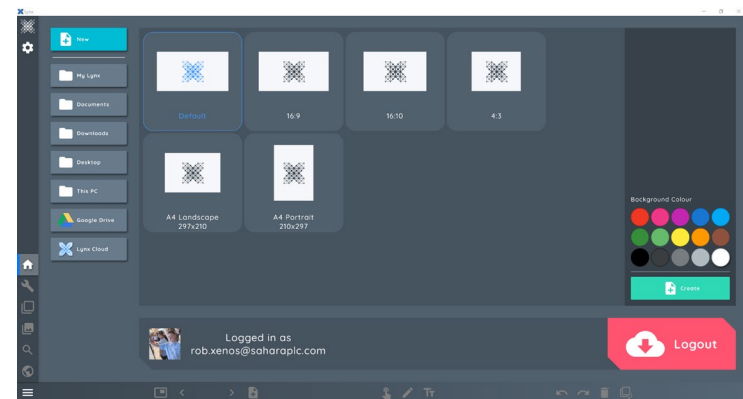 Lynx
New
My Lynx
Documents
Downloads
Desktop
This PC
Google Drive
Lynx Cloud
Default
16:9
16:10
4:3
A4 Landscape
297x210
A4 Portrait
210x297
Background Colour
Create
Logged in as
rob.xenos@saharaplc.com
Logout
TT